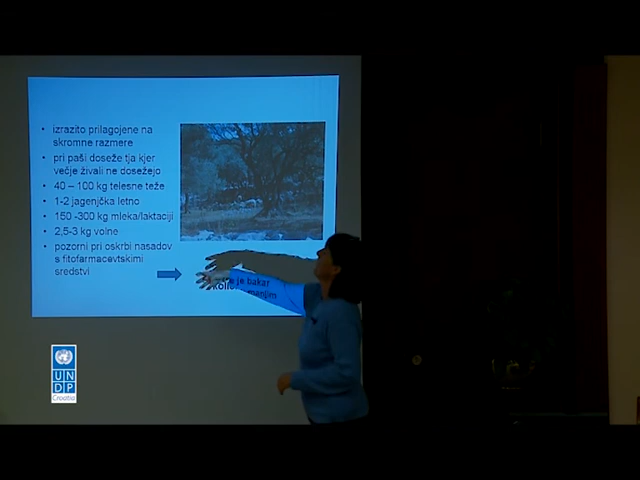 • izrazito prilagojene na
skromne razmere
• pri paši doseže tja kjer
večje živali ne dosežejo
• 40 – 100 kg telesne teže
• 1-2 jagenjčka letno
• 150 -300 kg mleka/laktaciji
• 2,5-3 kg volne
• pozorni pri oskrbi nasadov
s fitofarmacevtskimi
sredstvi
je bakar
U N
D P
Croatia